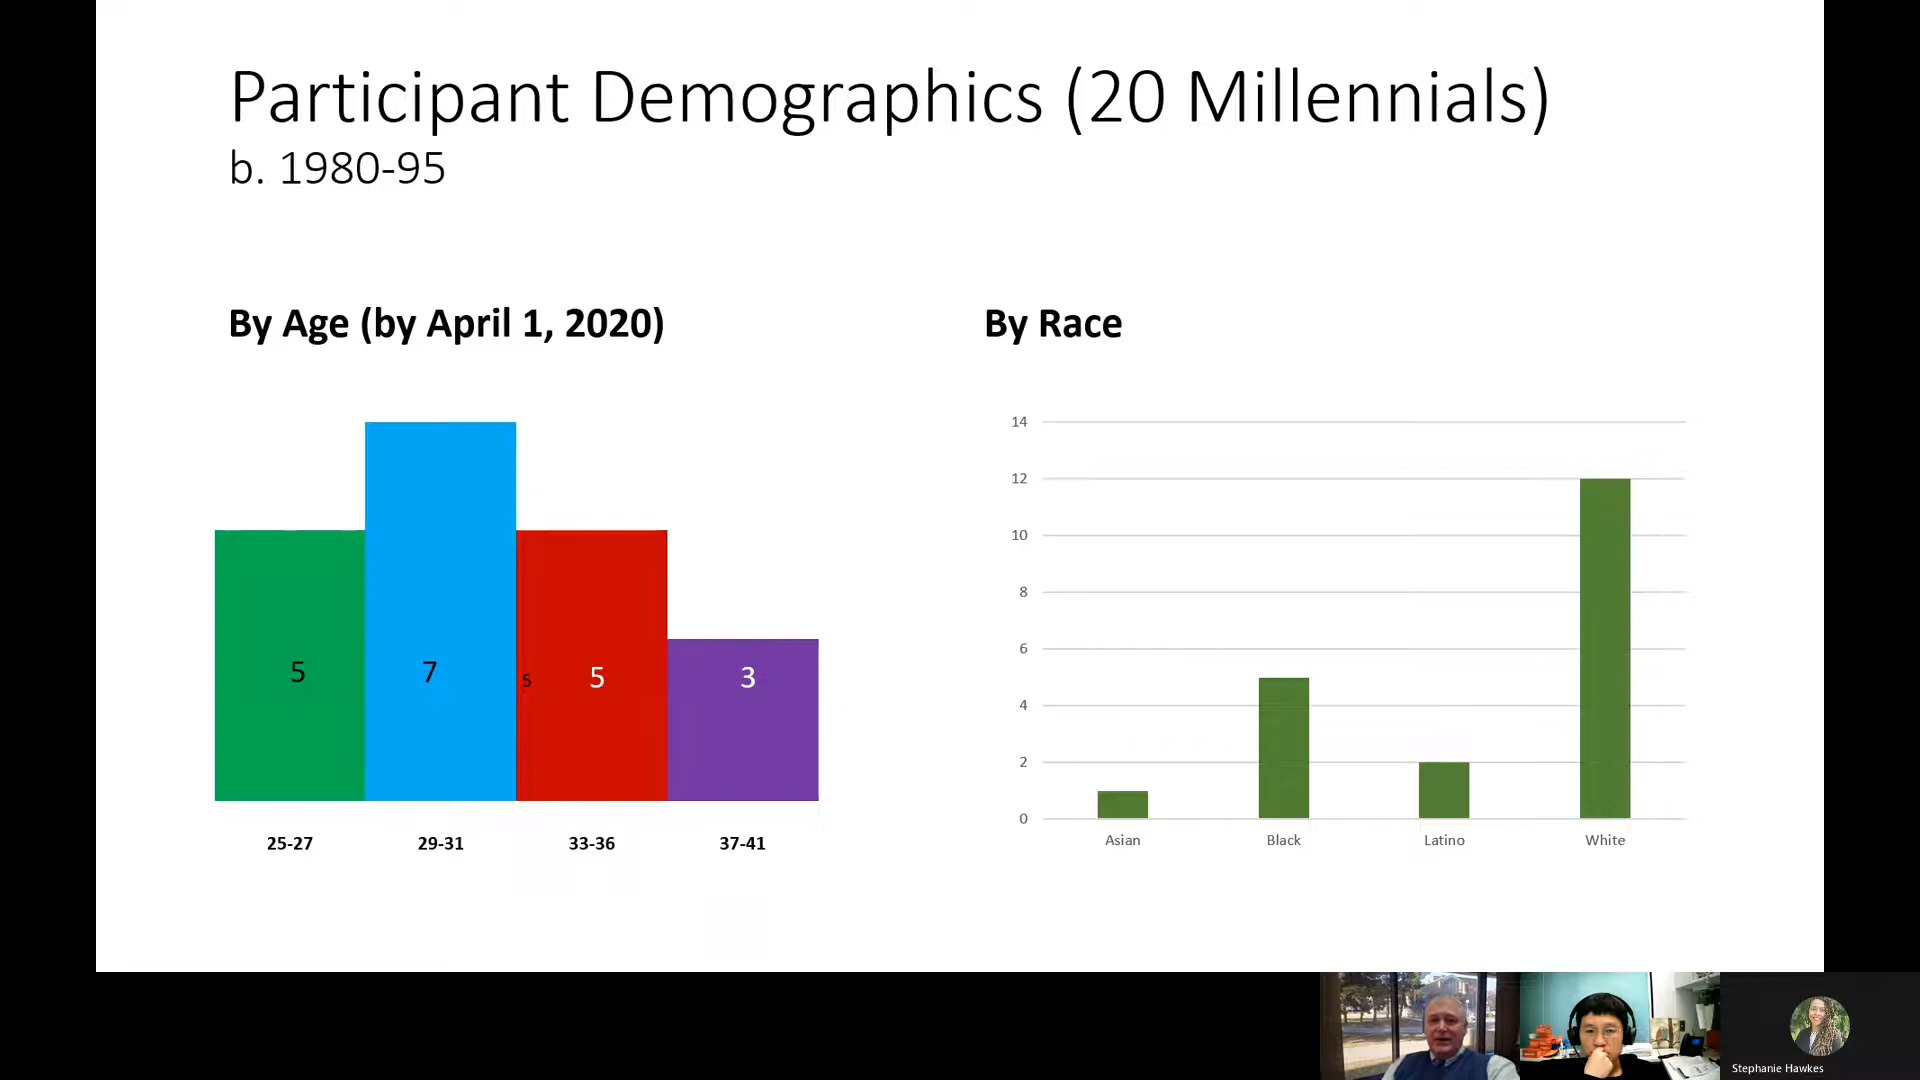 Participant Demographics (20 Millennials)
b. 1980-95
By Age (by April 1, 2020)
5
7
5
5
3
25-27
29-31
33-36
37-41
By Race
14
12
10
8
6
4
2
0
Asian
Black
Latino
White
Stephanie Hawkes